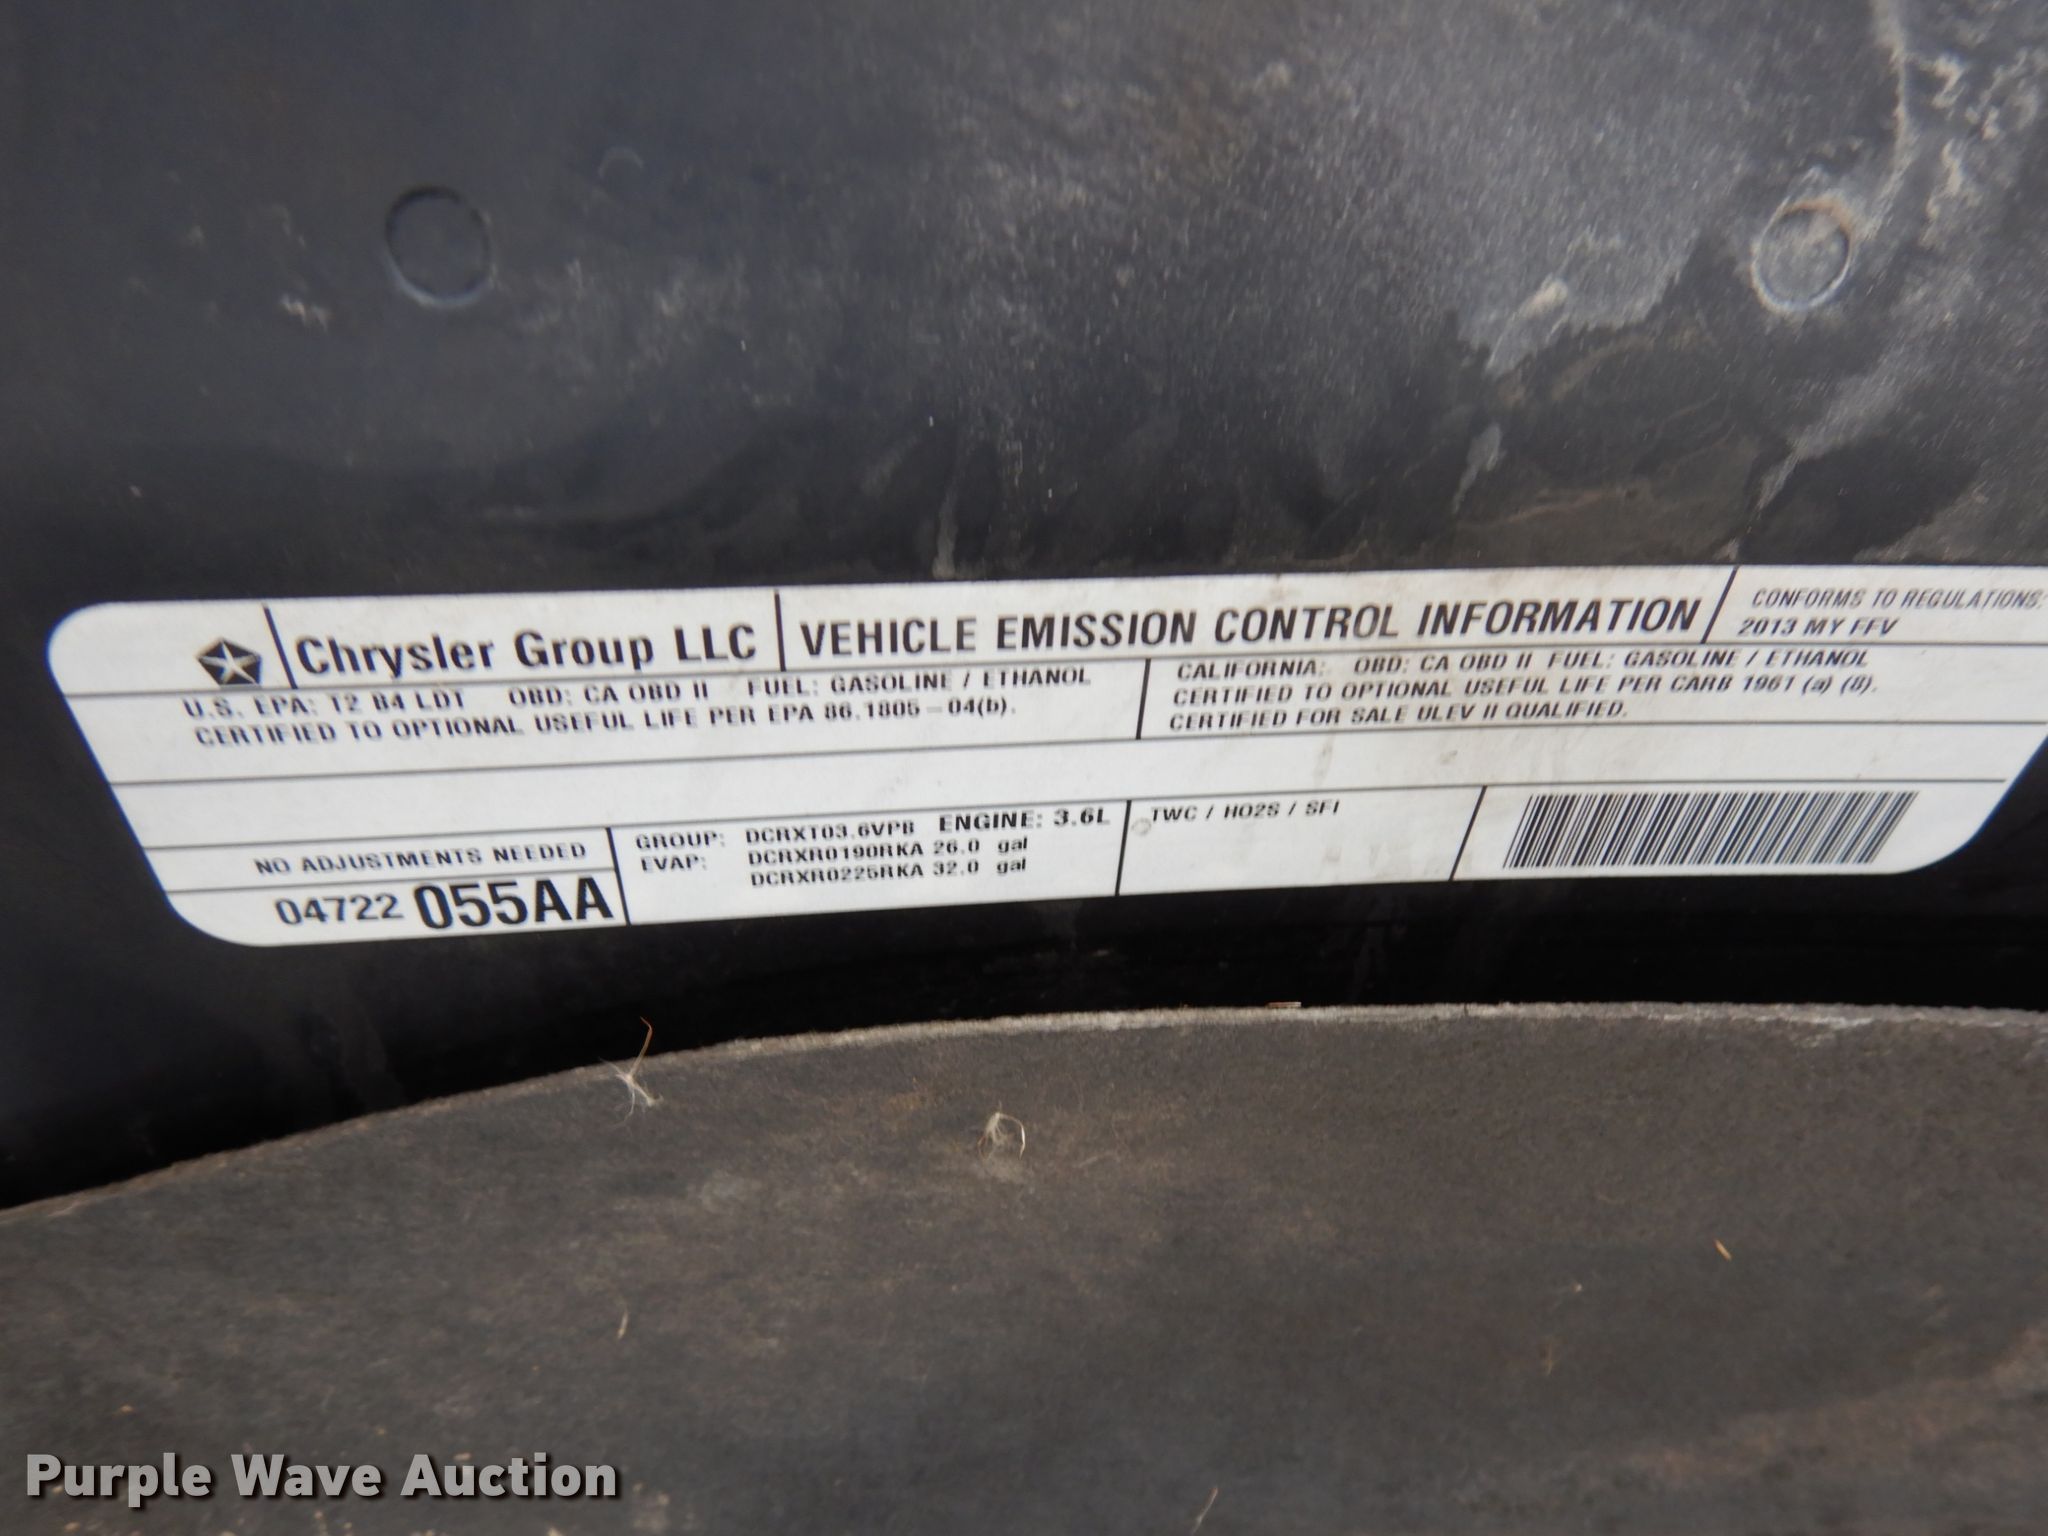 Chrysler Group LLC
VEHICLE EMISSION CONTROL INFORMATION
CONFORMS TO REGULATIONS:
2013 MY FFV
U.S. EPA: T2 B4 LDT OBD: CA OBD II FUEL: GASOLINE / ETHANOL
CERTIFIED TO OPTIONAL USEFUL LIFE PER EPA 86.1805-04(b).
CALIFORNIA: OBD: CA OBD II FUEL: GASOLINE / ETHANOL
CERTIFIED TO OPTIONAL USEFUL LIFE PER CARB 1961 (a) (8).
CERTIFIED FOR SALE ULEV II QUALIFIED.
NO ADJUSTMENTS NEEDED
04722 055AA
GROUP: DCRXT03.6VPB ENGINE: 3.6L
EVAP: DCRXR0190RKA 26.0 gal
DCRXR0225RKA 32.0 gal
TWC / HO2S / SFI
Purple Wave Auction